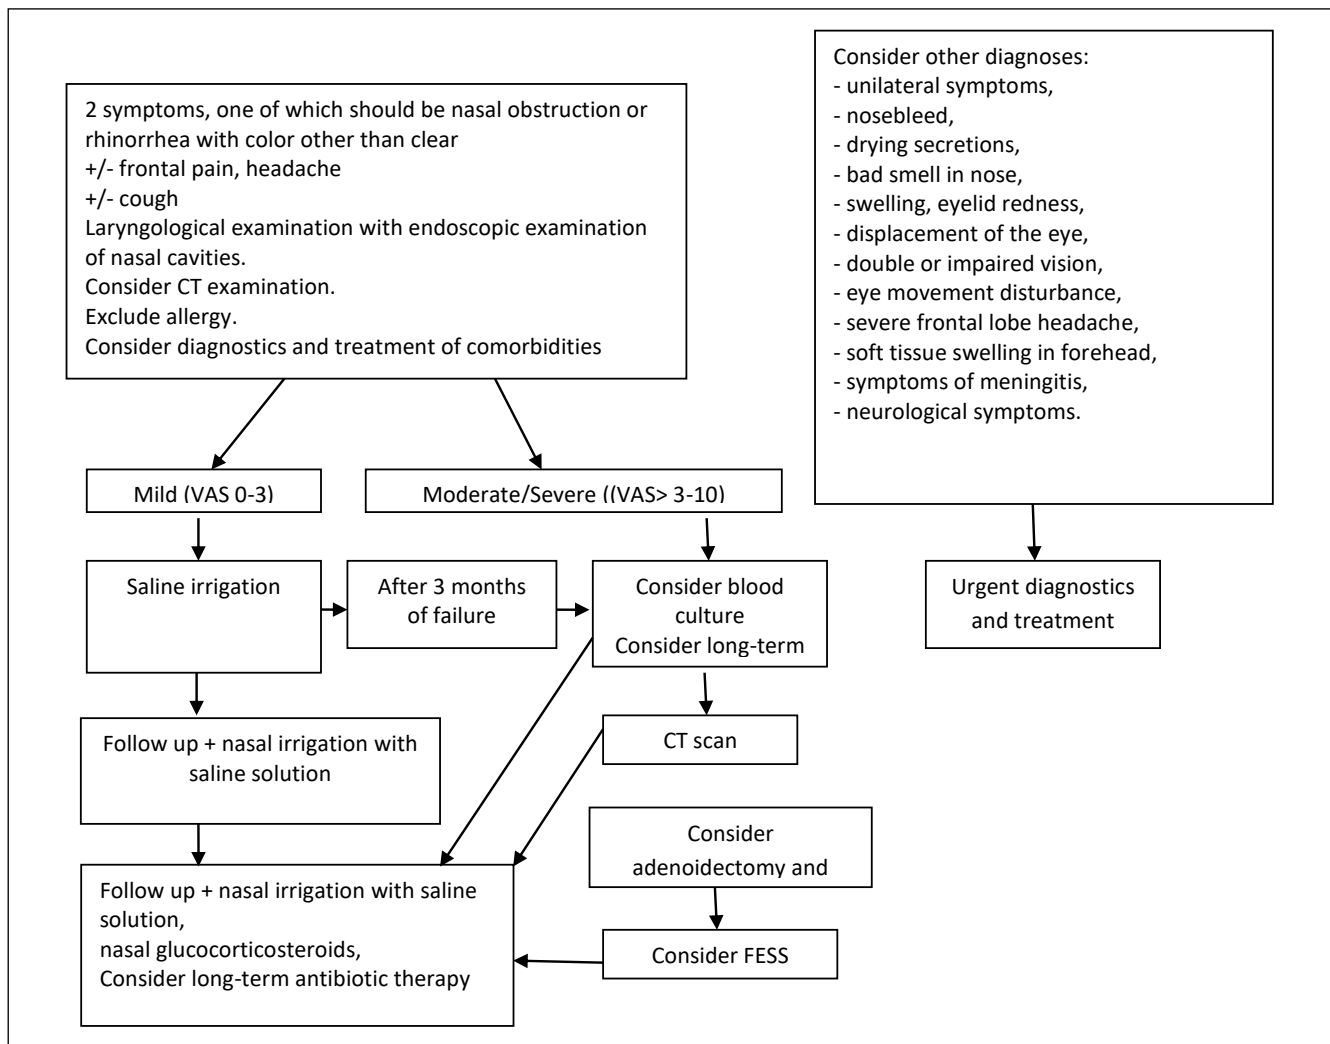 2 symptoms, one of which should be nasal obstruction or
rhinorrhea with color other than clear
+/- frontal pain, headache
+/- cough
Laryngological examination with endoscopic examination
of nasal cavities.
Consider CT examination.
Exclude allergy.
Consider diagnostics and treatment of comorbidities
Consider other diagnoses:
- unilateral symptoms,
- nosebleed,
- drying secretions,
- bad smell in nose,
- swelling, eyelid redness,
- displacement of the eye,
- double or impaired vision,
- eye movement disturbance,
- severe frontal lobe headache,
- soft tissue swelling in forehead,
- symptoms of meningitis,
- neurological symptoms.
Mild (VAS 0-3)
Moderate/Severe ((VAS> 3-10)
Saline irrigation
After 3 months
of failure
Consider blood
culture
Consider long-term
Urgent diagnostics
and treatment
Follow up + nasal irrigation with
saline solution
CT scan
Consider
adenoidectomy and
Follow up + nasal irrigation with saline
solution,
nasal glucocorticosteroids,
Consider long-term antibiotic therapy
Consider FESS